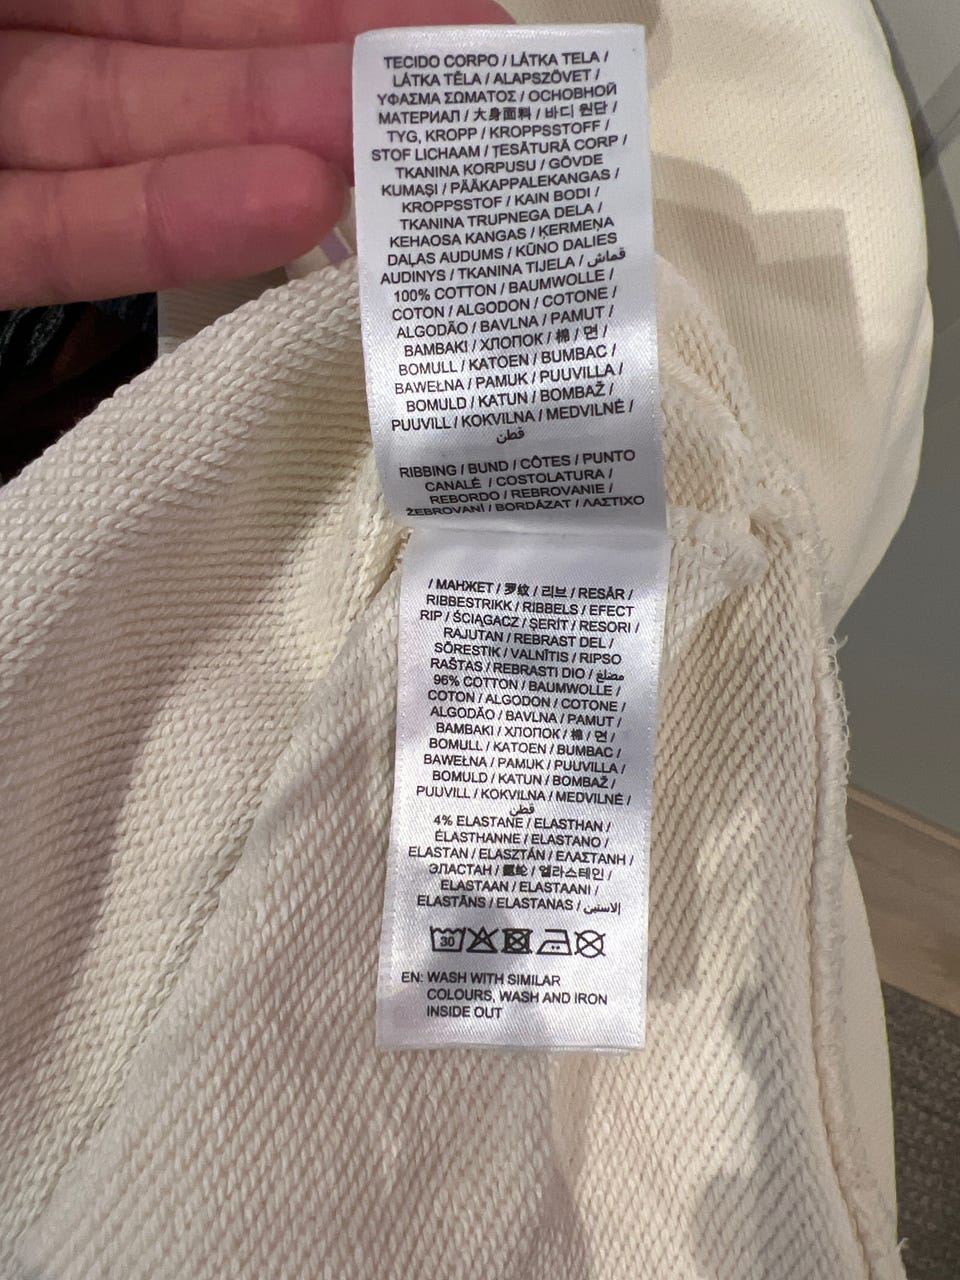 TECIDO CORPO / LÁTKA TELA /
LÁTKA TĚLA / ALAPSZÖVET /
ΥΦΑΣΜΑ ΣΩΜΑΤΟΣ / ОСНОВНОЙ
МАТЕРИАЛ / 大身面料 / 바디 원단 /
TYG, KROPP / KROPPSSTOFF /
STOF LICHAAM / ȚESĂTURĂ CORP /
TKANINA KORPUSU / GÖVDE
KUMAŞI / PÄÄKAPPALEKANGAS /
KROPPSSTOF / KAIN BODI /
TKANINA TRUPNEGA DELA /
KEHAOSA KANGAS / ĶERMEŅA
DAĻAS AUDUMS / KŪNO DALIES
AUDINYS / TKANINA TIJELA / قماش
100% COTTON / BAUMWOLLE /
COTON / ALGODON / COTONE /
ALGODÃO / BAVLNA / PAMUT /
BAMBAKI / ХЛОПОК / 棉 / 면 /
BOMULL / KATOEN / BUMBAC /
BAWEŁNA / PAMUK / PUUVILLA /
BOMULD / KATUN / BOMBAŽ /
PUUVILL / KOKVILNA / MEDVILNĖ /
قطن
RIBBING / BUND / CÔTES / PUNTO
CANALÉ / COSTOLATURA /
REBORDO / REBROVANIE /
ŽEBROVANÍ / BORDÁZAT / ΛΑΣΤΙΧΟ
/ МАНЖЕТ / 罗纹 / 리브 / RESÅR /
RIBBESTRIKK / RIBBELS / EFECT
RIP / ŚCIĄGACZ / ŞERİT / RESORI /
RAJUTAN / REBRAST DEL /
SÕRESTIK / VALNĪTIS / RIPSO
RAŠTAS / REBRASTI DIO / مضلع
96% COTTON / BAUMWOLLE /
COTON / ALGODON / COTONE /
ALGODÃO / BAVLNA / PAMUT /
BAMBAKI / ХЛОПОК / 棉 / 면 /
BOMULL / KATOEN / BUMBAC /
BAWEŁNA / PAMUK / PUUVILLA /
BOMULD / KATUN / BOMBAŽ /
PUUVILL / KOKVILNA / MEDVILNĖ /
قطن
4% ELASTANE / ELASTHAN /
ÉLASTHANNE / ELASTANO /
ELASTAN / ELASZTÁN / ΕΛΑΣΤΑΝΗ /
ЭЛАСТАН / 氨纶 / 엘라스테인 /
ELASTAAN / ELASTAANI /
ELASTĀNS / ELASTANAS / الاستين
30
EN: WASH WITH SIMILAR
COLOURS, WASH AND IRON
INSIDE OUT